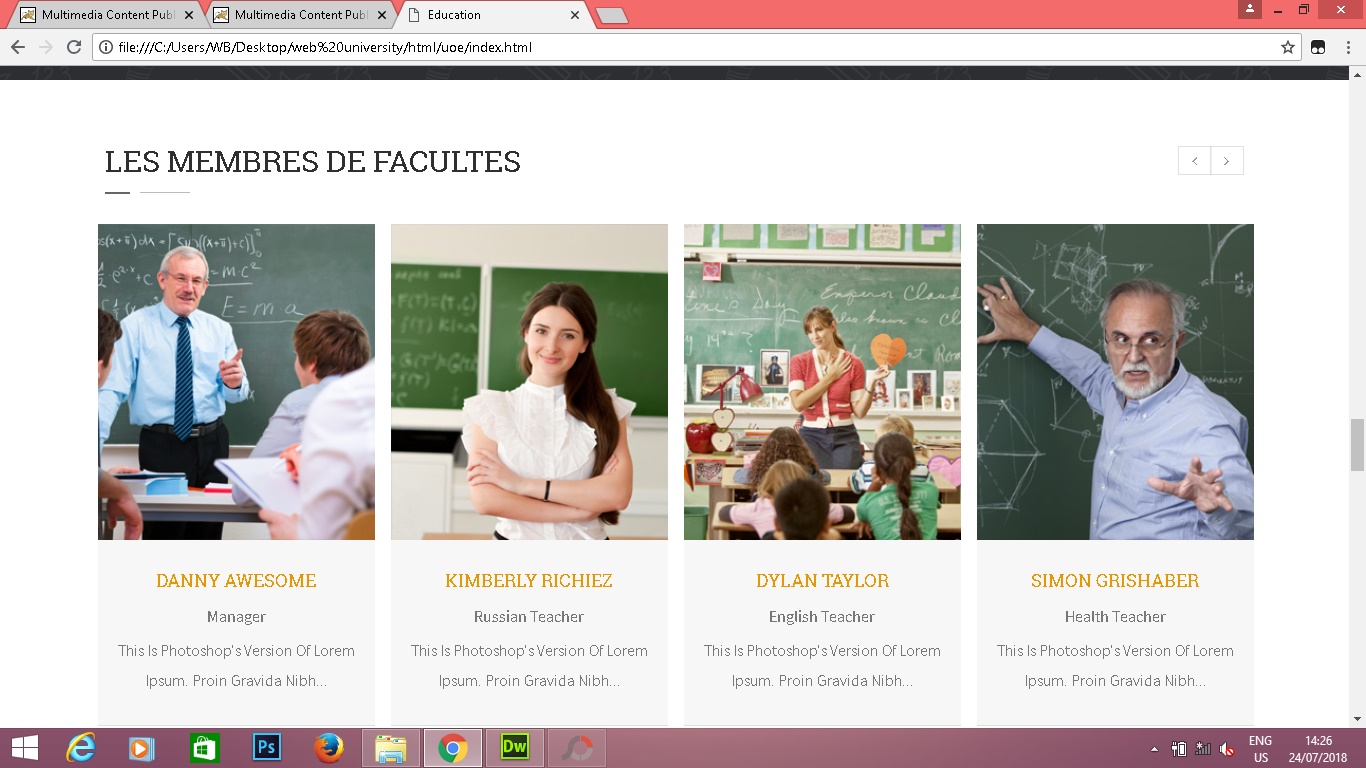 Multimedia Content Publ
Multimedia Content Publ
Education
file:///C:/Users/WB/Desktop/web%20university/html/uoe/index.html
LES MEMBRES DE FACULTES
DANNY AWESOME
Manager
This Is Photoshop's Version Of Lorem
Ipsum. Proin Gravida Nibh...
KIMBERLY RICHIEZ
Russian Teacher
This Is Photoshop's Version Of Lorem
Ipsum. Proin Gravida Nibh...
DYLAN TAYLOR
English Teacher
This Is Photoshop's Version Of Lorem
Ipsum. Proin Gravida Nibh...
SIMON GRISHABER
Health Teacher
This Is Photoshop's Version Of Lorem
Ipsum. Proin Gravida Nibh...
Ps
Dw
ENG
US
14:26
24/07/2018